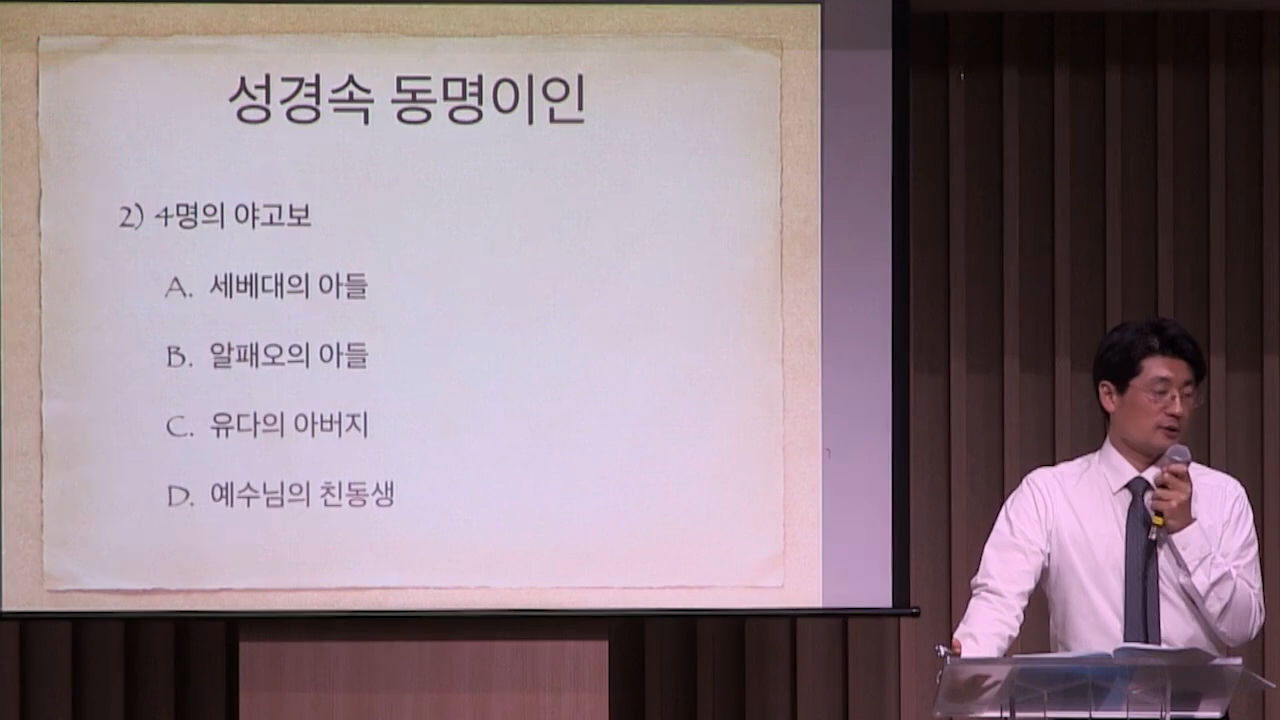 성경속 동명이인
2) 4명의 야고보
A. 세베대의 아들
B. 알패오의 아들
C. 유다의 아버지
D. 예수님의 친동생